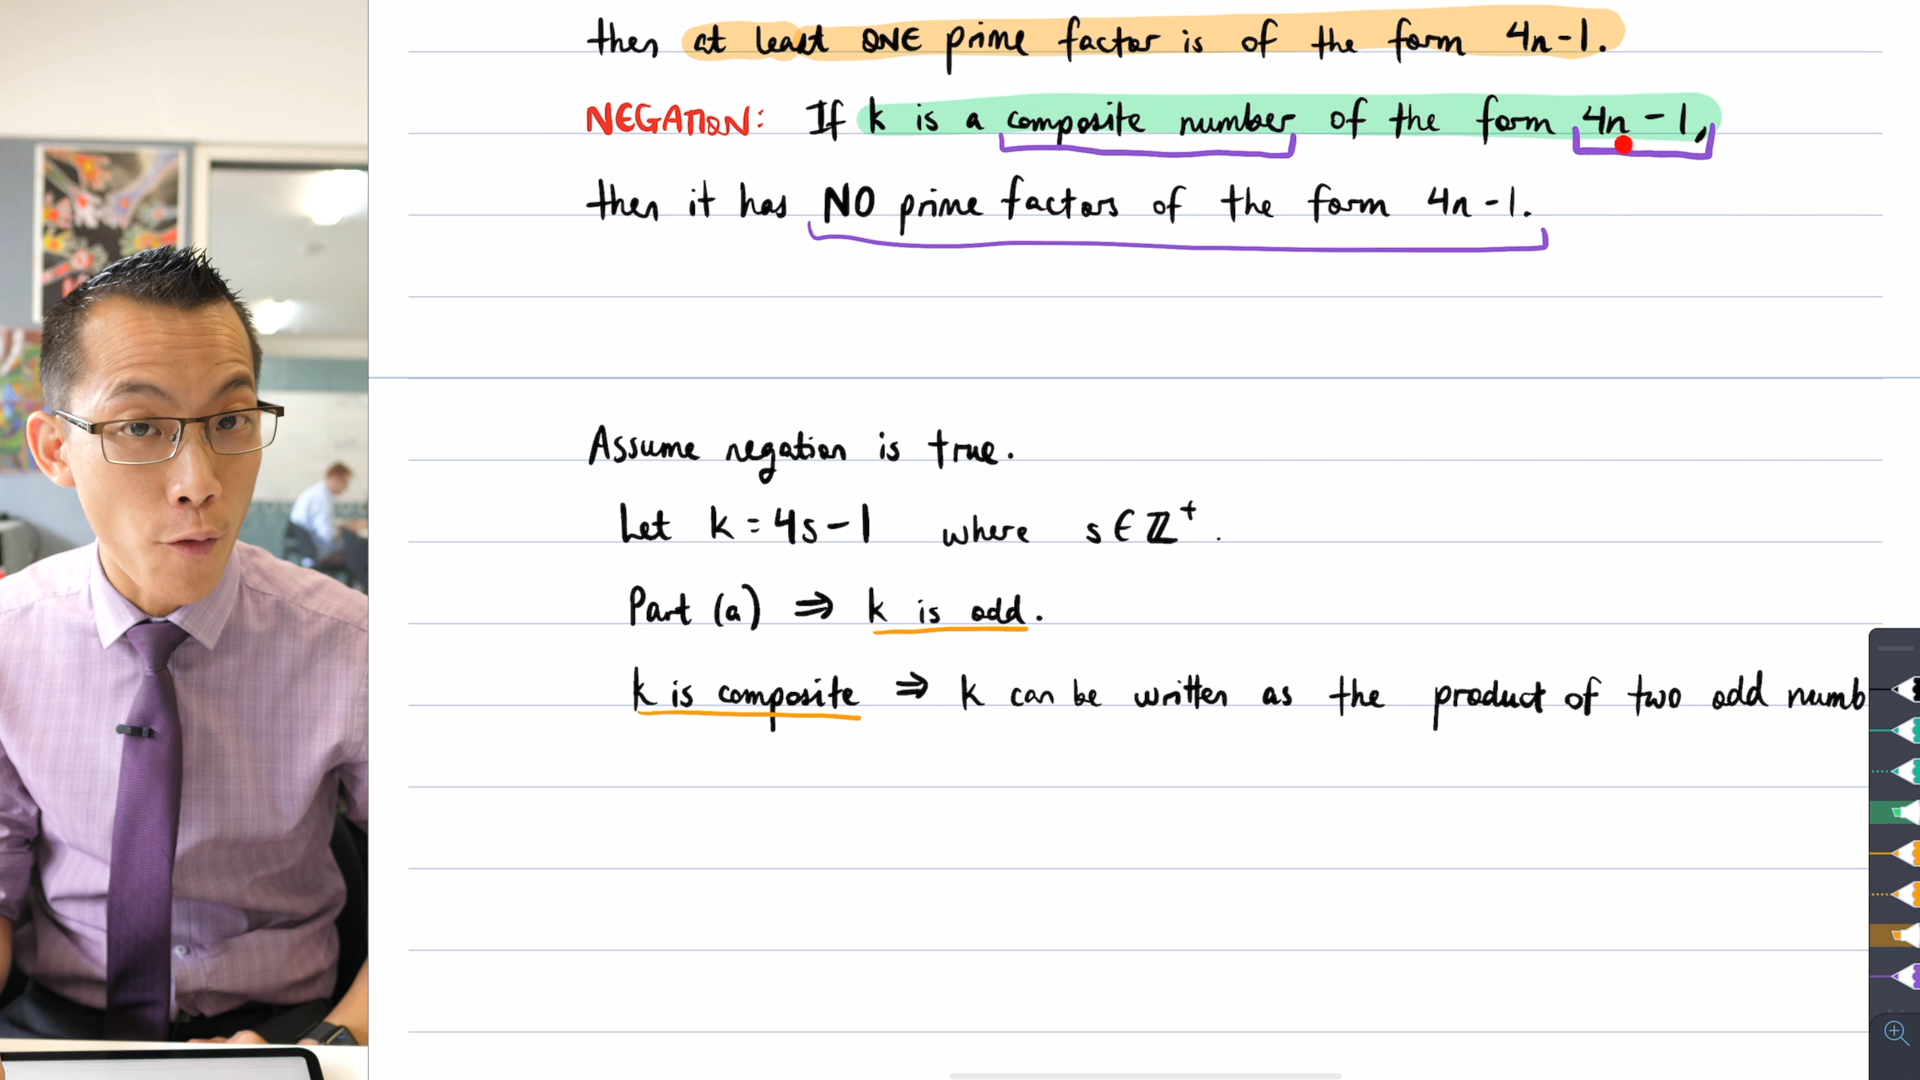 then at least ONE prime factor is of the form 4n-1.
NEGATION: If k is a composite number of the form 4n-1,
then it has NO prime factors of the form 4n-1.
Assume negation is true.
Let k = 4s-1 where s ∈ ℤ⁺.
Part (a) ⇒ k is odd.
k is composite ⇒ k can be written as the product of two odd numb